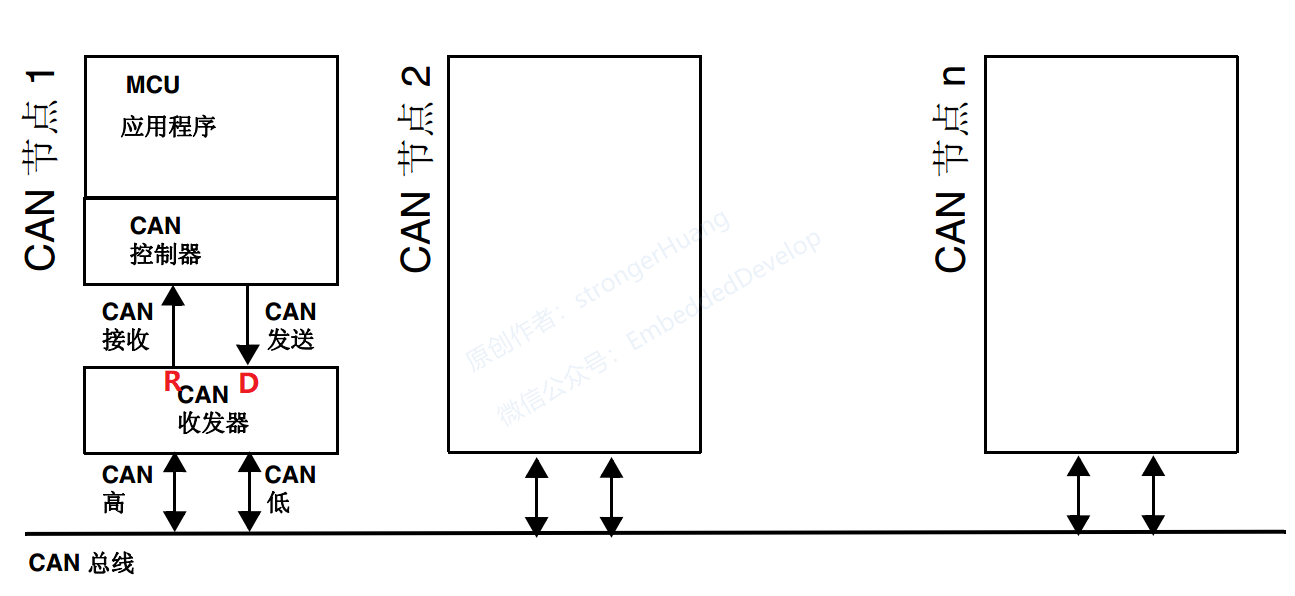 CAN 节点 1
MCU
应用程序
CAN
控制器
CAN
接收
CAN
发送
R
D
CAN
收发器
CAN
高
CAN
低
CAN 节点 2
CAN 节点 n
原创作者：strongerHuang
微信公众号：EmbeddedDevelop
CAN 总线